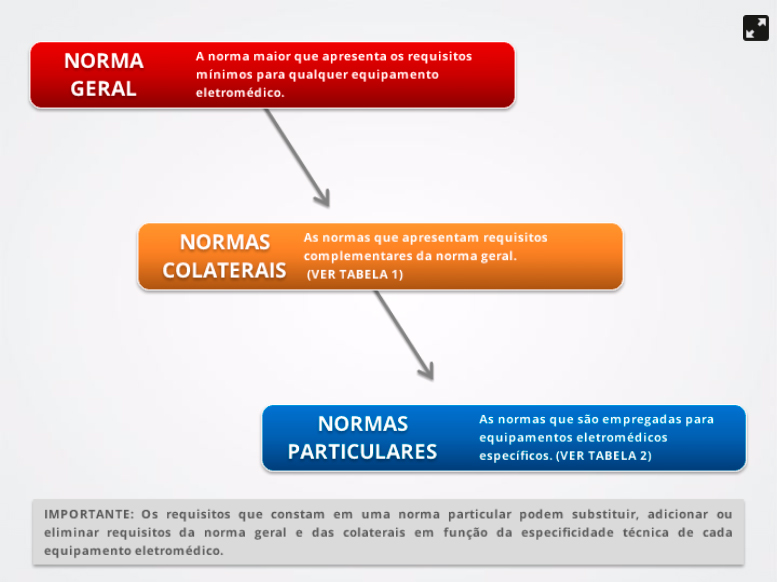 NORMA
GERAL
A norma maior que apresenta os requisitos
mínimos para qualquer equipamento
eletromédico.
NORMAS
COLATERAIS
As normas que apresentam requisitos
complementares da norma geral.
(VER TABELA 1)
NORMAS
PARTICULARES
As normas que são empregadas para
equipamentos eletromédicos
específicos. (VER TABELA 2)
IMPORTANTE: Os requisitos que constam em uma norma particular podem substituir, adicionar ou
eliminar requisitos da norma geral e das colaterais em função da especificidade técnica de cada
equipamento eletromédico.